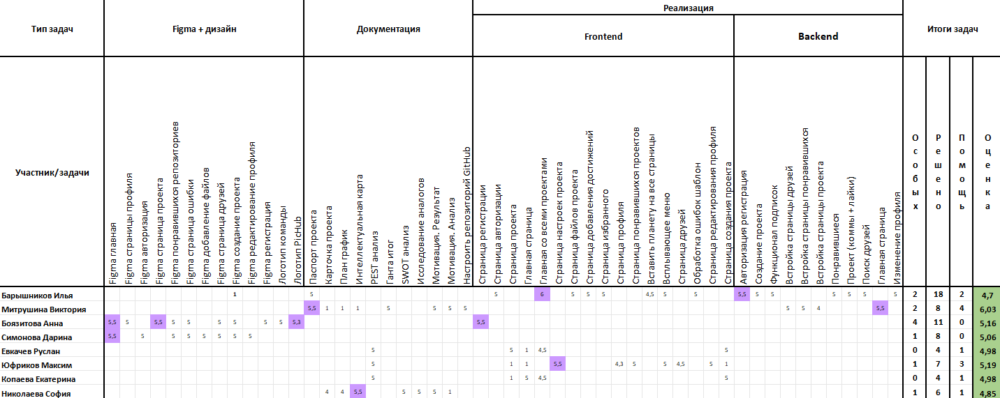 Реализация
Тип задач Figma + дизайн Документация Frontend Backend Итоги задач
Участник/задачи
Figma главная
Figma страницы профиля
Figma авторизация
Figma страница проекта
Figma понравившихся репозиториев
Figma страница ошибки
Figma добавление файлов
Figma страница друзей
Figma создание проекта
Figma редактирование профиля
Figma регистрация
Логотип команды
Логотип PicHub
Паспорт проекта
Карточка проекта
План график
Интеллектуальная карта
PEST анализ
Ганта итог
SWOT анализ
Исследование аналогов
Мотивация. Результат
Мотивация. Анализ
Настроить репозиторий GitHub
Страница регистрации
Страница авторизации
Страница проекта
Главная страница
Главная со всеми проектами
Страница настроек проекта
Страница файлов проекта
Страница добавления достижений
Страница избранного
Страница профиля
Страница понравившихся проектов
Вставить планету на все страницы
Всплывающее меню
Страница друзей
Обработка ошибок шаблон
Страница редактирования профиля
Страница создания проекта
Авторизация регистрация
Создание проекта
Функционал подписок
Встройка страницы друзей
Встройка страницы понравившихся
Встройка страницы проекта
Понравившиеся
Проект (коммы + лайки)
Поиск друзей
Главная страница
Изменение профиля
Особых
Решено
Помощь
Оценка
Барышников Илья 1 5 5 6 5 5 5 4,5 5 5 5,5 5 5 5 5 5 5 2 18 2 4,7
Митрушина Виктория 5,5 1 1 1 5 5 5 5 5 5 4 5,5 2 8 4 6,03
Боязитова Анна 5,5 5 5,5 5 5 5 5 5 5 5,3 5,5 4 11 0 5,16
Симонова Дарина 5,5 5 5 5 5 5 5 5 1 8 0 5,06
Евкачев Руслан 5 5 1 4,5 5 0 4 1 4,98
Юфриков Максим 5 1 1 5,5 4,3 5 5 4,5 5 1 1 7 3 5,19
Копаева Екатерина 5 1 5 4,5 5 0 4 1 4,98
Николаева София 4 4 5,5 5 5 5 1 1 6 1 4,85